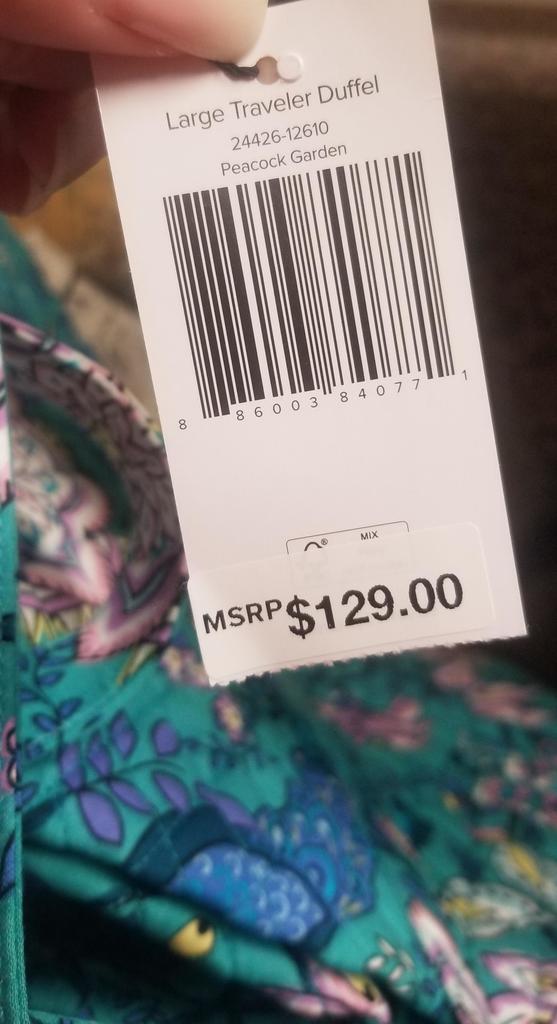 Large Traveler Duffel
24426-12610
Peacock Garden
8 86003 84077 1
® MIX
MSRP $129.00